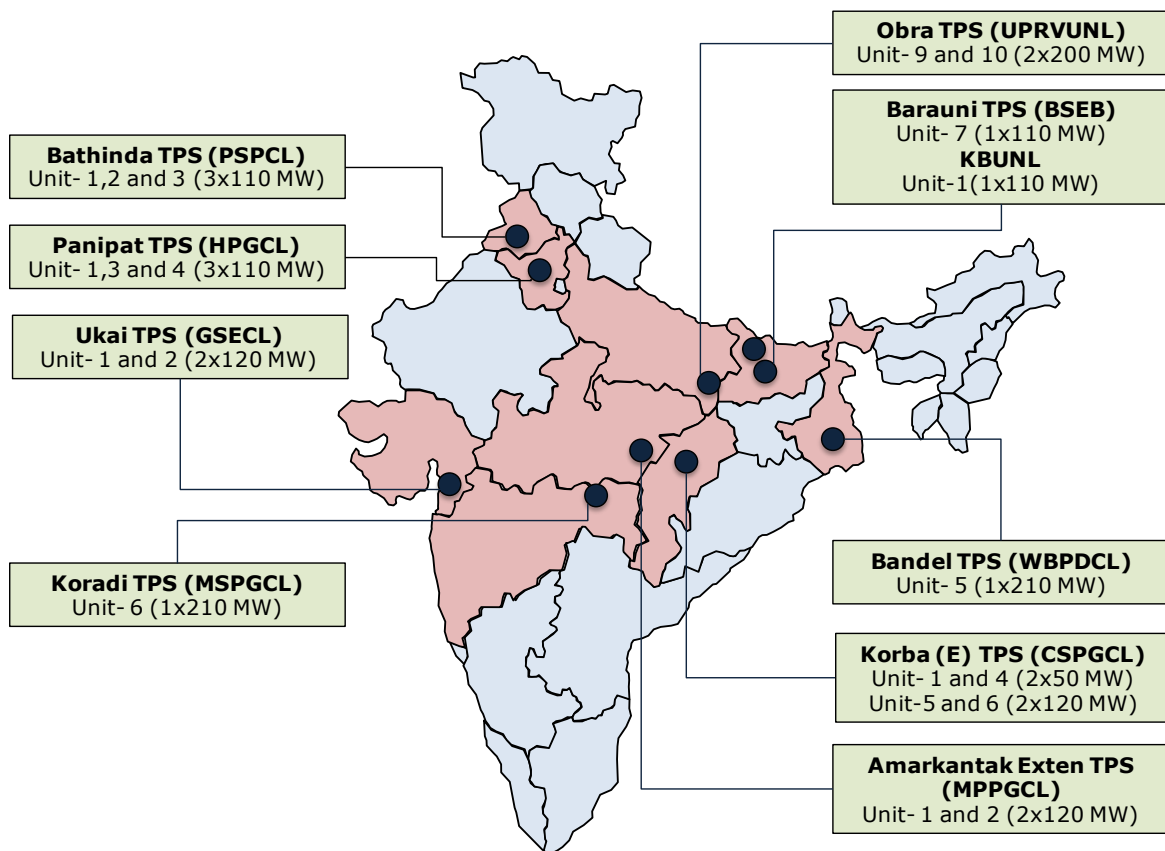 Obra TPS (UPRVUNL)
Unit- 9 and 10 (2x200 MW)
Barauni TPS (BSEB)
Unit- 7 (1x110 MW)
KBUNL
Unit-1(1x110 MW)
Bathinda TPS (PSPCL)
Unit- 1,2 and 3 (3x110 MW)
Panipat TPS (HPGCL)
Unit- 1,3 and 4 (3x110 MW)
Ukai TPS (GSECL)
Unit- 1 and 2 (2x120 MW)
Koradi TPS (MSPGCL)
Unit- 6 (1x210 MW)
Bandel TPS (WBPDCL)
Unit- 5 (1x210 MW)
Korba (E) TPS (CSPGCL)
Unit- 1 and 4 (2x50 MW)
Unit-5 and 6 (2x120 MW)
Amarkantak Exten TPS
(MPPGCL)
Unit- 1 and 2 (2x120 MW)